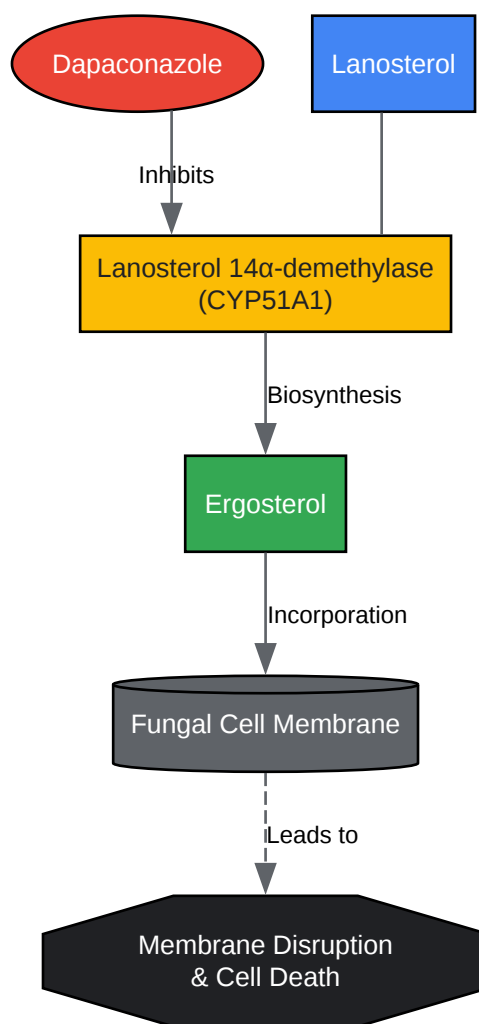 Dapaconazole
Lanosterol
Inhibits
Lanosterol 14α-demethylase
(CYP51A1)
Biosynthesis
Ergosterol
Incorporation
Fungal Cell Membrane
Leads to
Membrane Disruption
& Cell Death